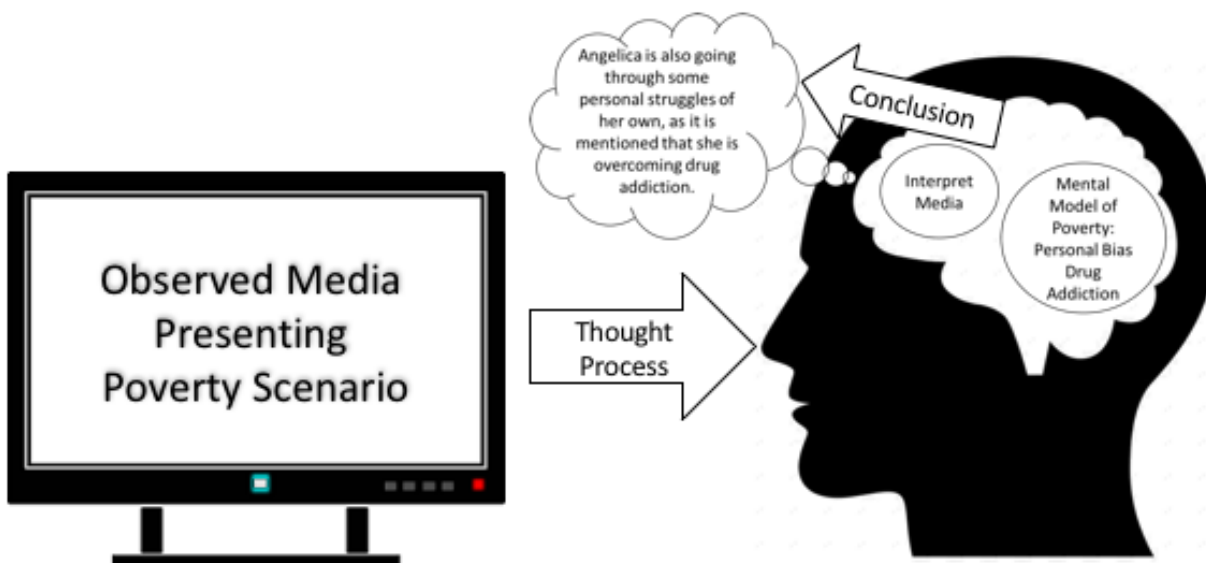 Observed Media
Presenting
Poverty Scenario
Thought
Process
Interpret
Media
Mental
Model of
Poverty:
Personal Bias
Drug
Addiction
Conclusion
Angelica is also going
through some
personal struggles of
her own, as it is
mentioned that she is
overcoming drug
addiction.